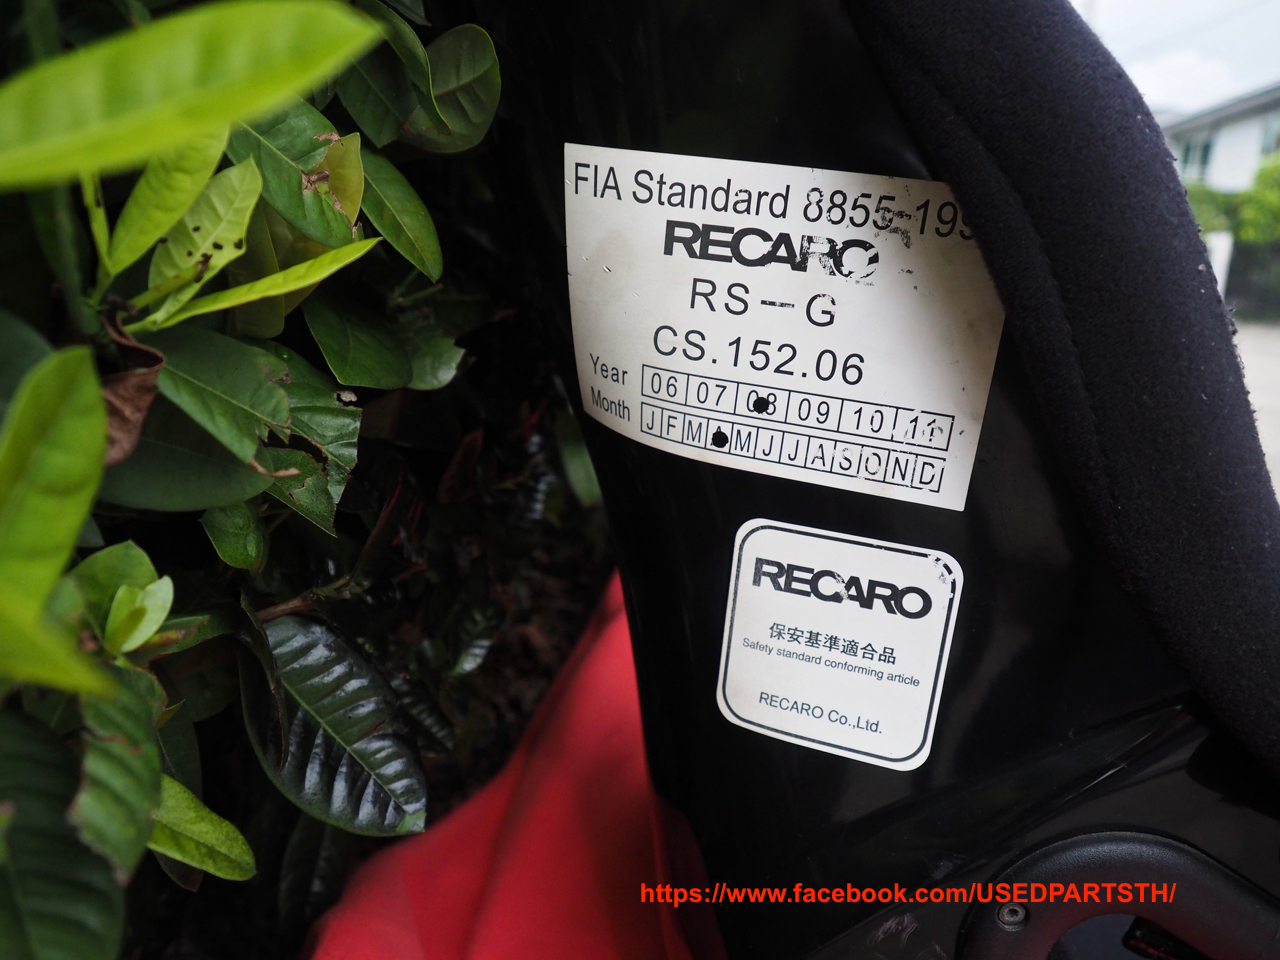 FIA Standard 8855-199
RECARO
RS-G
CS.152.06
Year 06 07 08 09 10 11
Month J F M M J J A S O N D
RECARO
保安基準適合品
Safety standard conforming article
RECARO Co.,Ltd.
https://www.facebook.com/USEDPARTSTH/